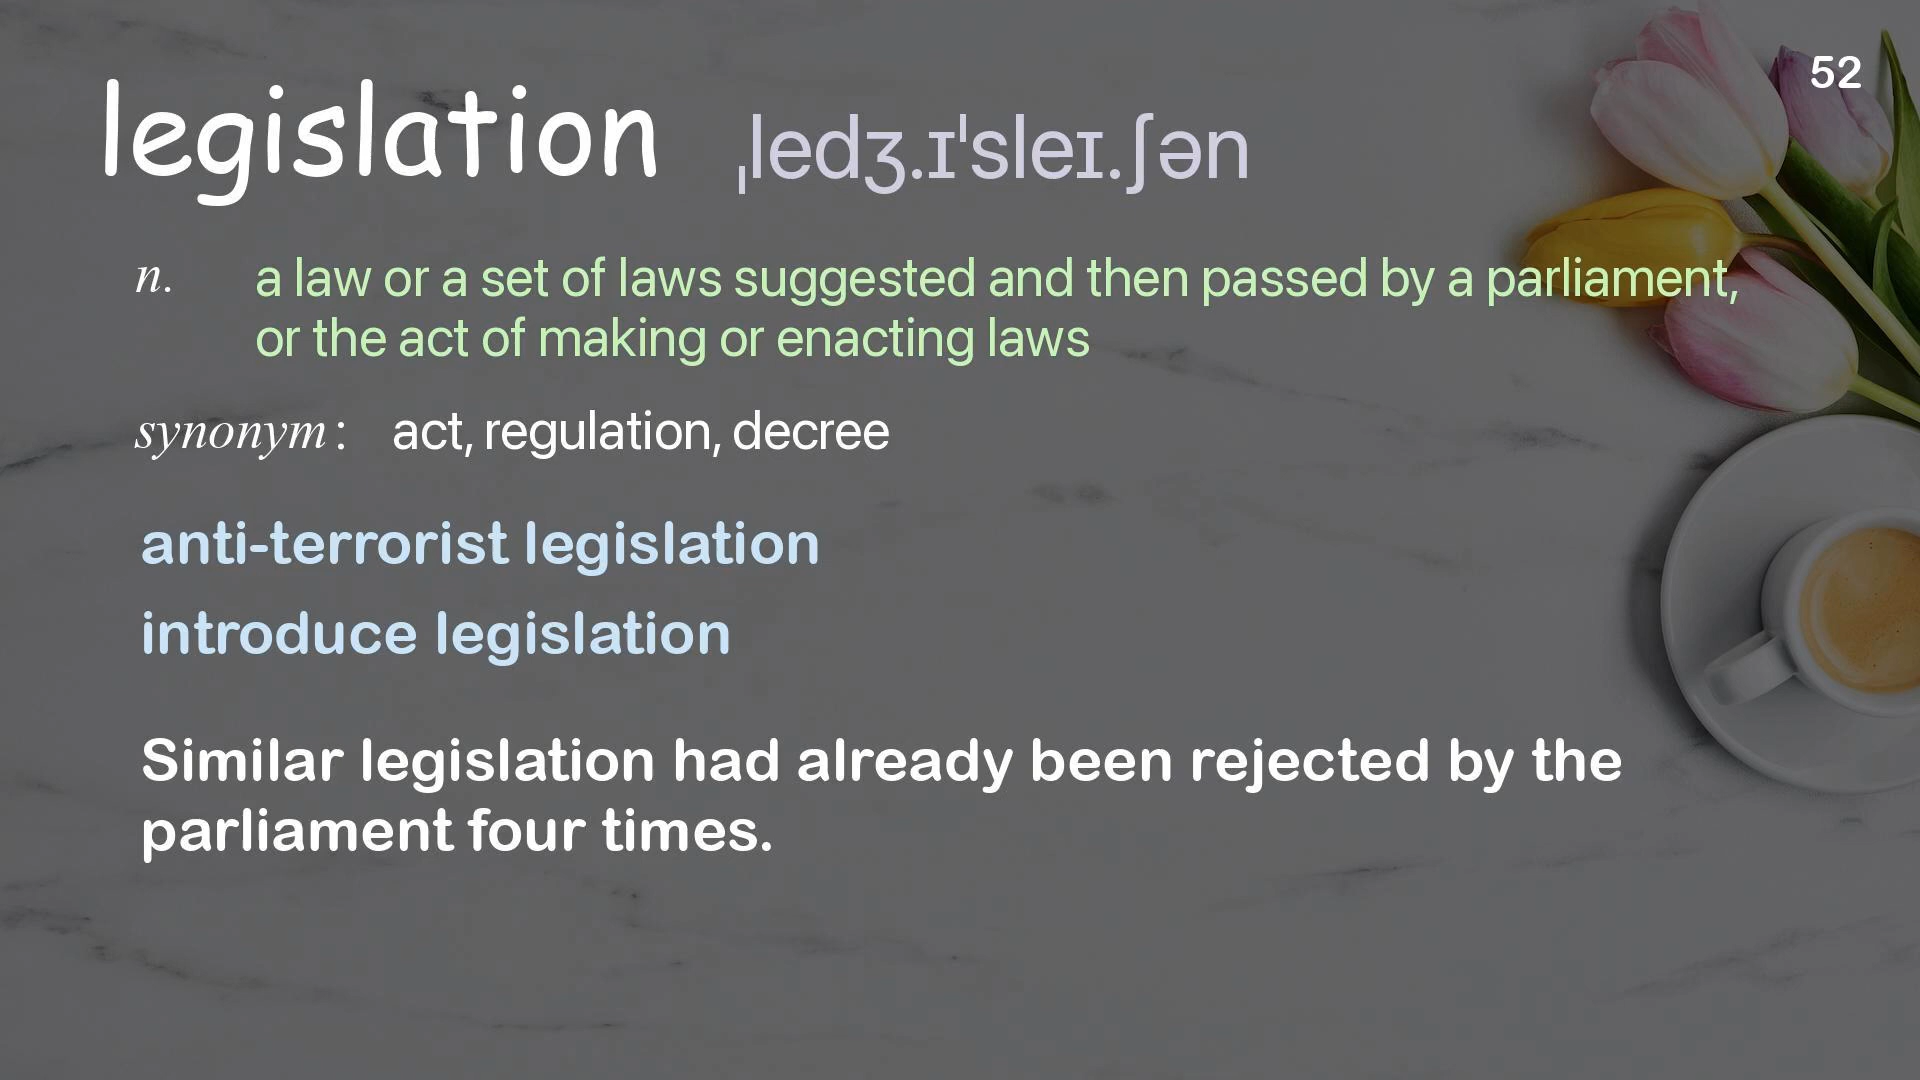 52
legislation ˌledʒ.ɪˈsleɪ.ʃən
n. a law or a set of laws suggested and then passed by a parliament,
or the act of making or enacting laws
synonym: act, regulation, decree
anti-terrorist legislation
introduce legislation
Similar legislation had already been rejected by the
parliament four times.